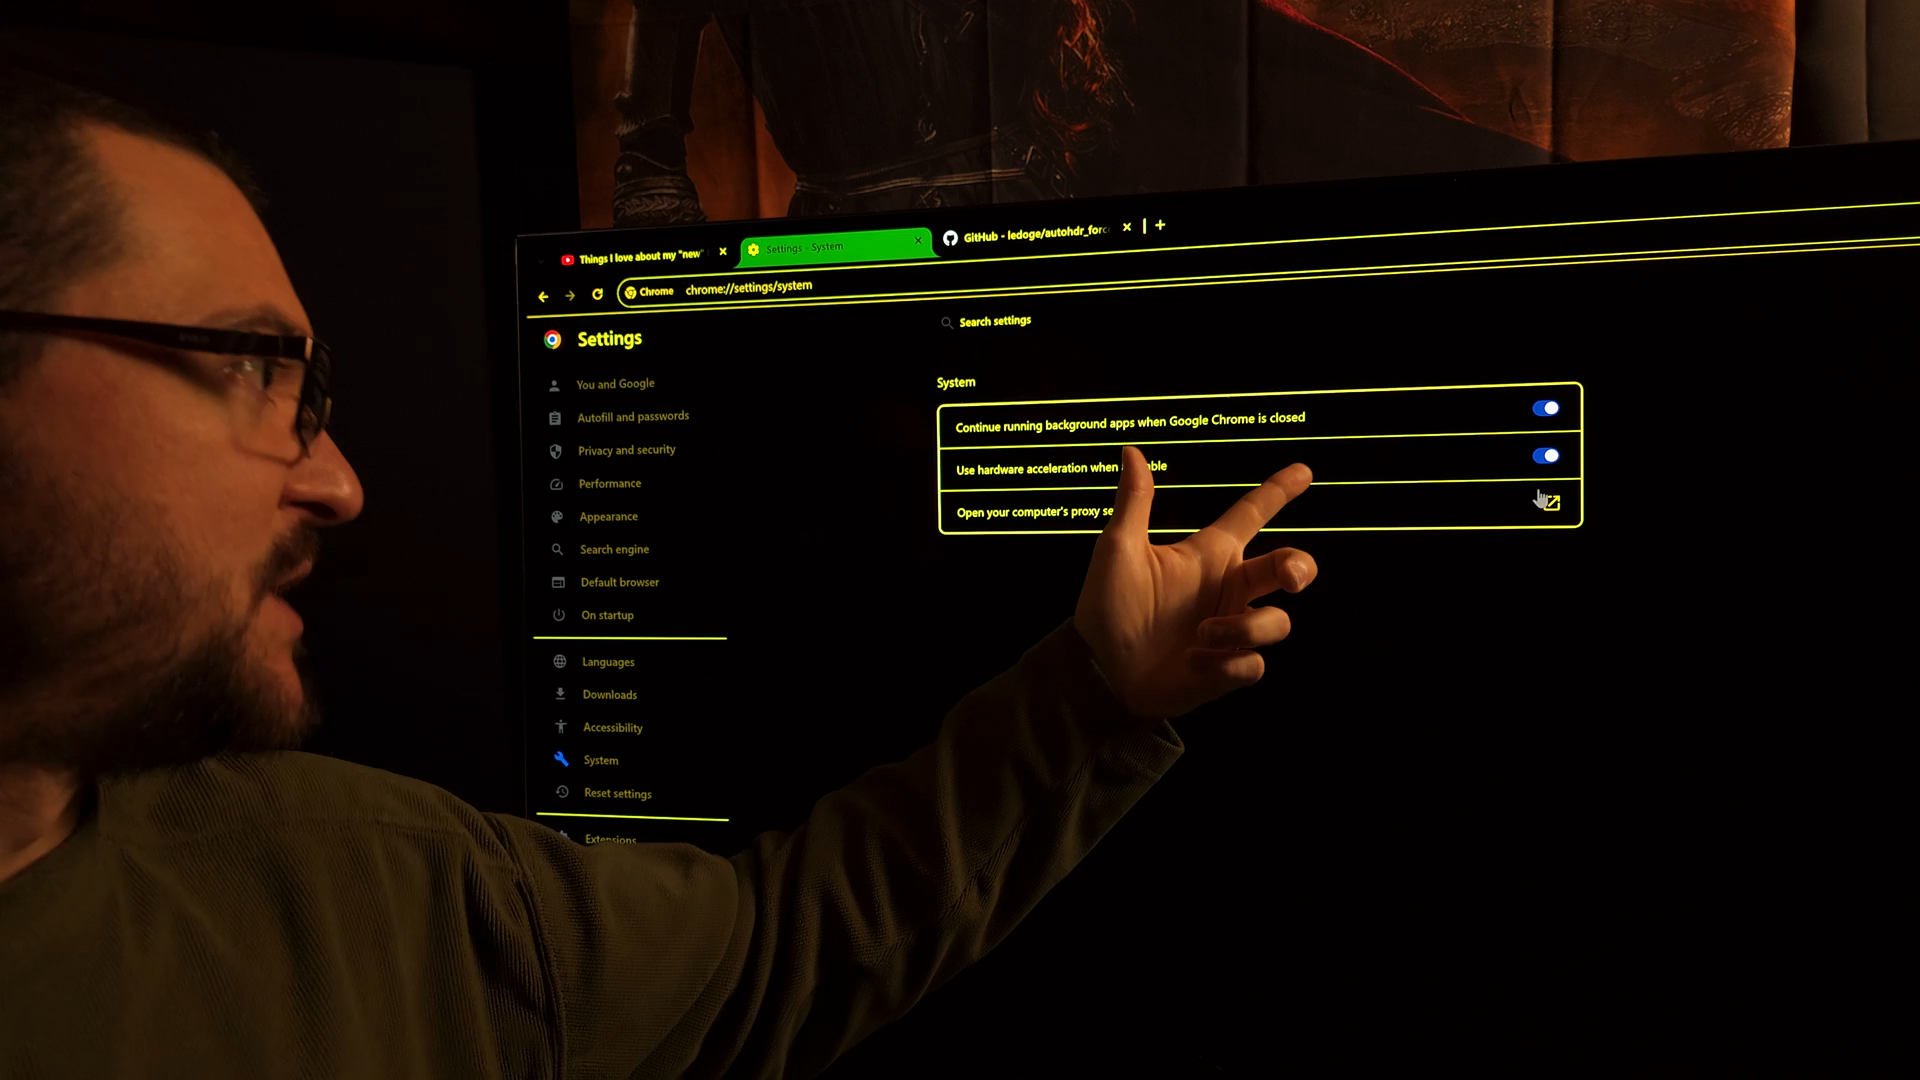 Things I love about my "new"
Settings - System
GitHub - ledoge/autohdr_forc
Chrome
chrome://settings/system
Settings
Search settings
You and Google
Autofill and passwords
Privacy and security
Performance
Appearance
Search engine
Default browser
On startup
Languages
Downloads
Accessibility
System
Reset settings
Extensions
System
Continue running background apps when Google Chrome is closed
Use hardware acceleration when
Open your computer's proxy